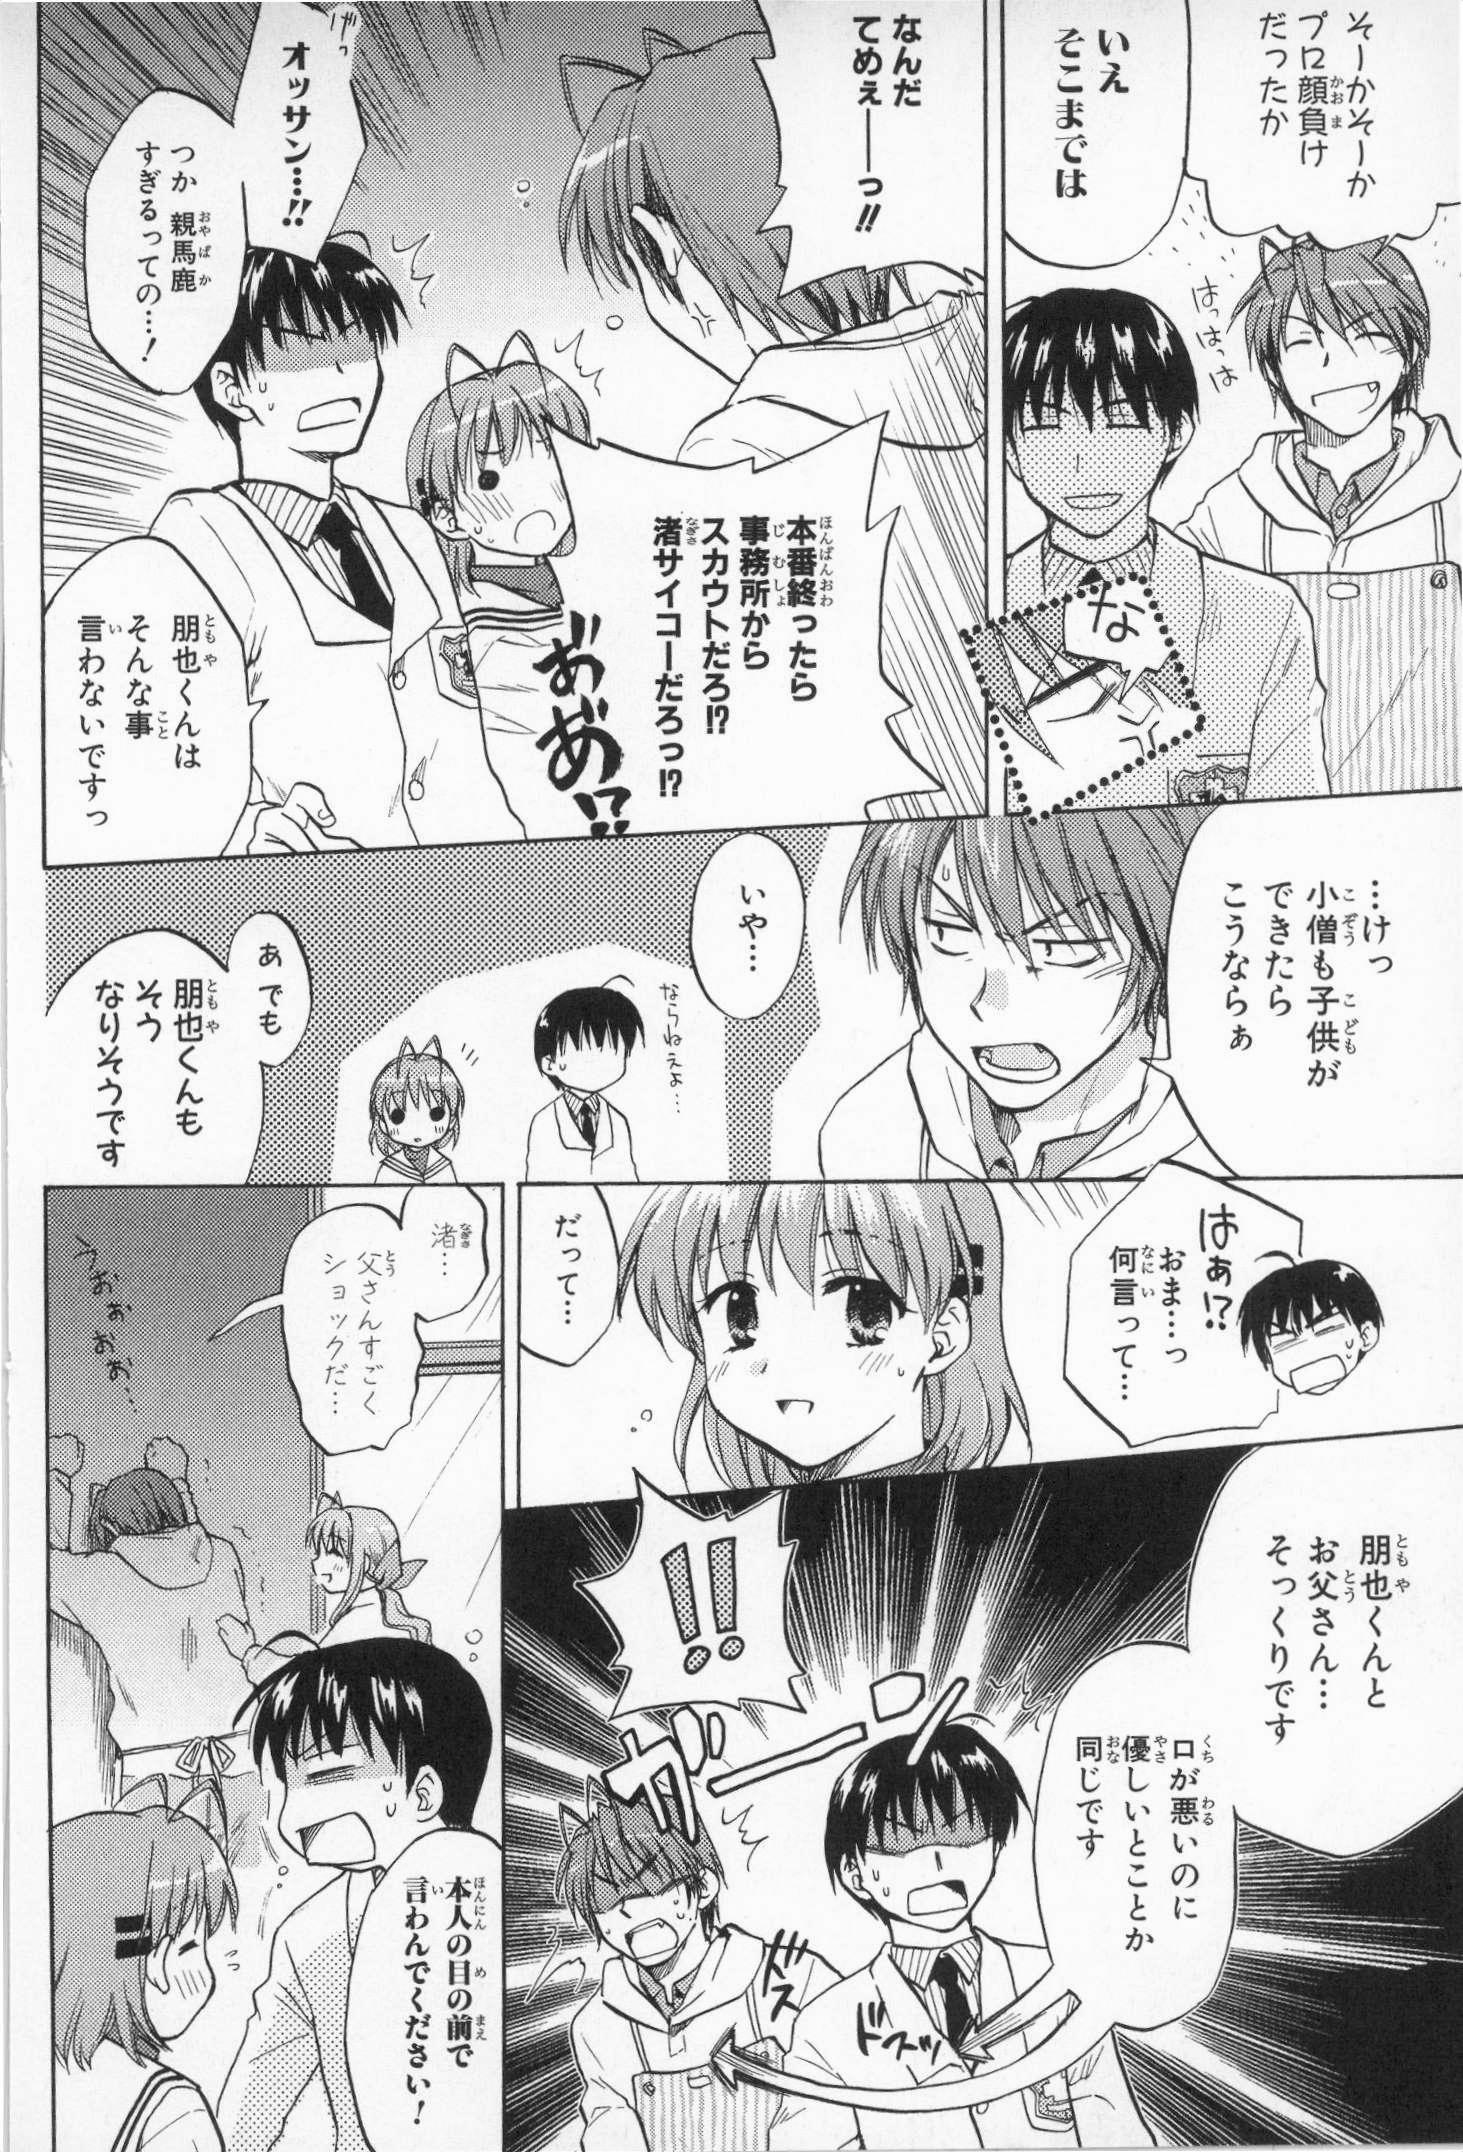 そーかそーか
プロ顔負け
だったか
いえ
そこまでは
はっはっは
な
なんだ
てめぇ――っ!!
本番終ったら
事務所から
スカウトだろ!?
渚サイコーだろっ!?
あ゛あ゛!?
げっ
オッサン…!!
つか 親馬鹿
すぎるっての…!
朋也くんは
そんな事
言わないですっ
…けっ
小僧も子供が
できたら
こうならぁ
いや…
ならねぇよ…
あ でも
朋也くんも
そう
なりそうです
はぁ!?
おま…っ
何言って…
だって…
朋也くんと
お父さん…
そっくりです
口が悪いのに
優しいとことか
同じです
!!
ガーン
ドスッ
ドスッ
渚…
父さんすごく
ショックだ…
うおぉぉぉ…
本人の目の前で
言わんでください!